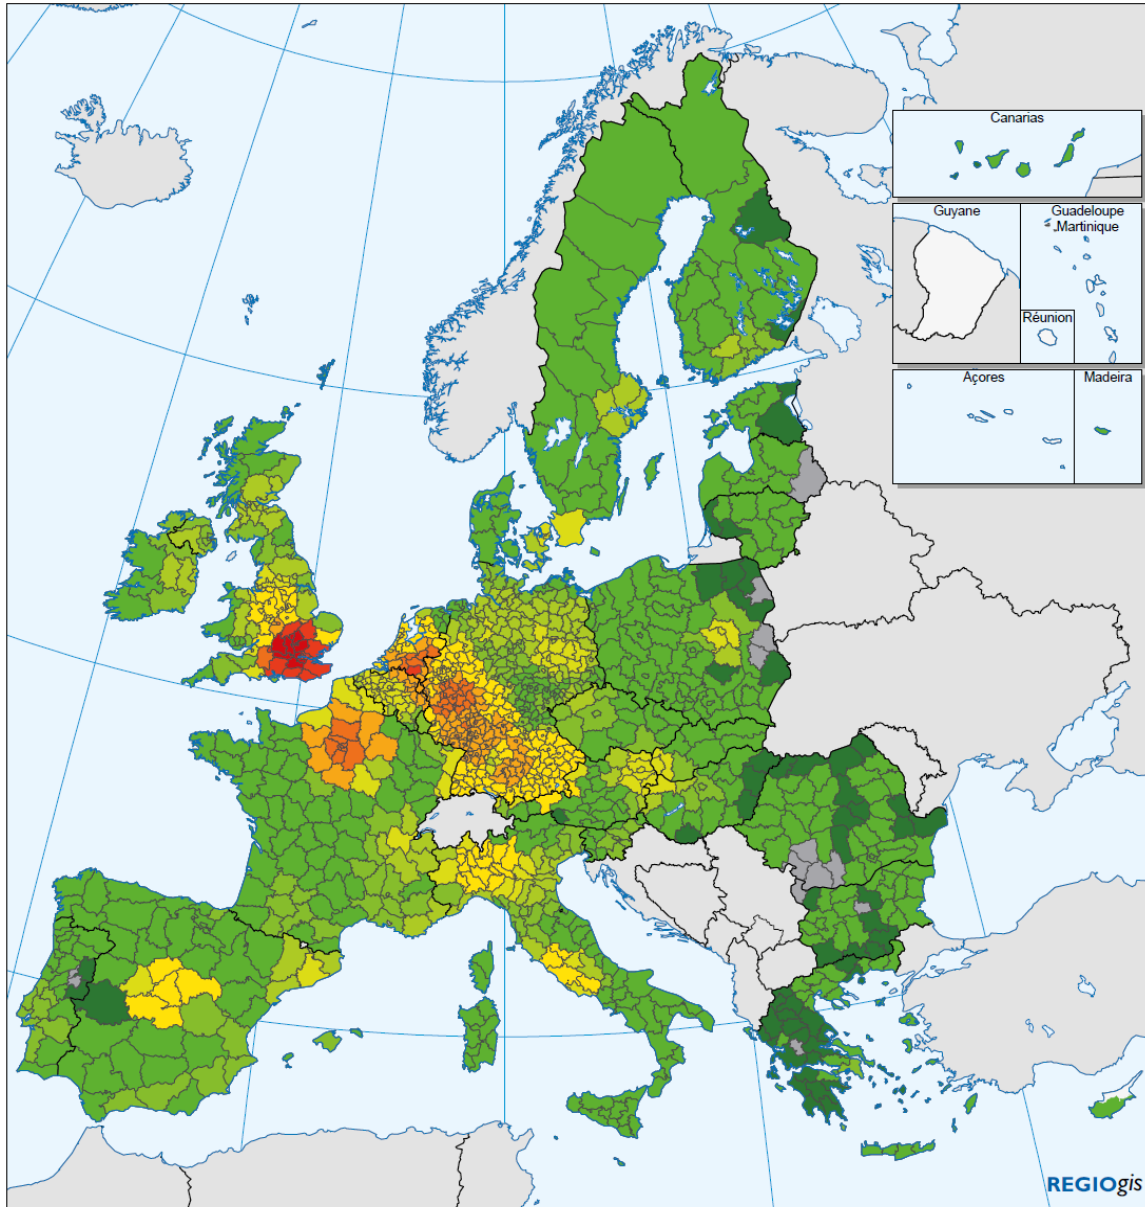 Canarias
Guyane
Guadeloupe
Martinique
Réunion
Açores
Madeira
REGIOgis